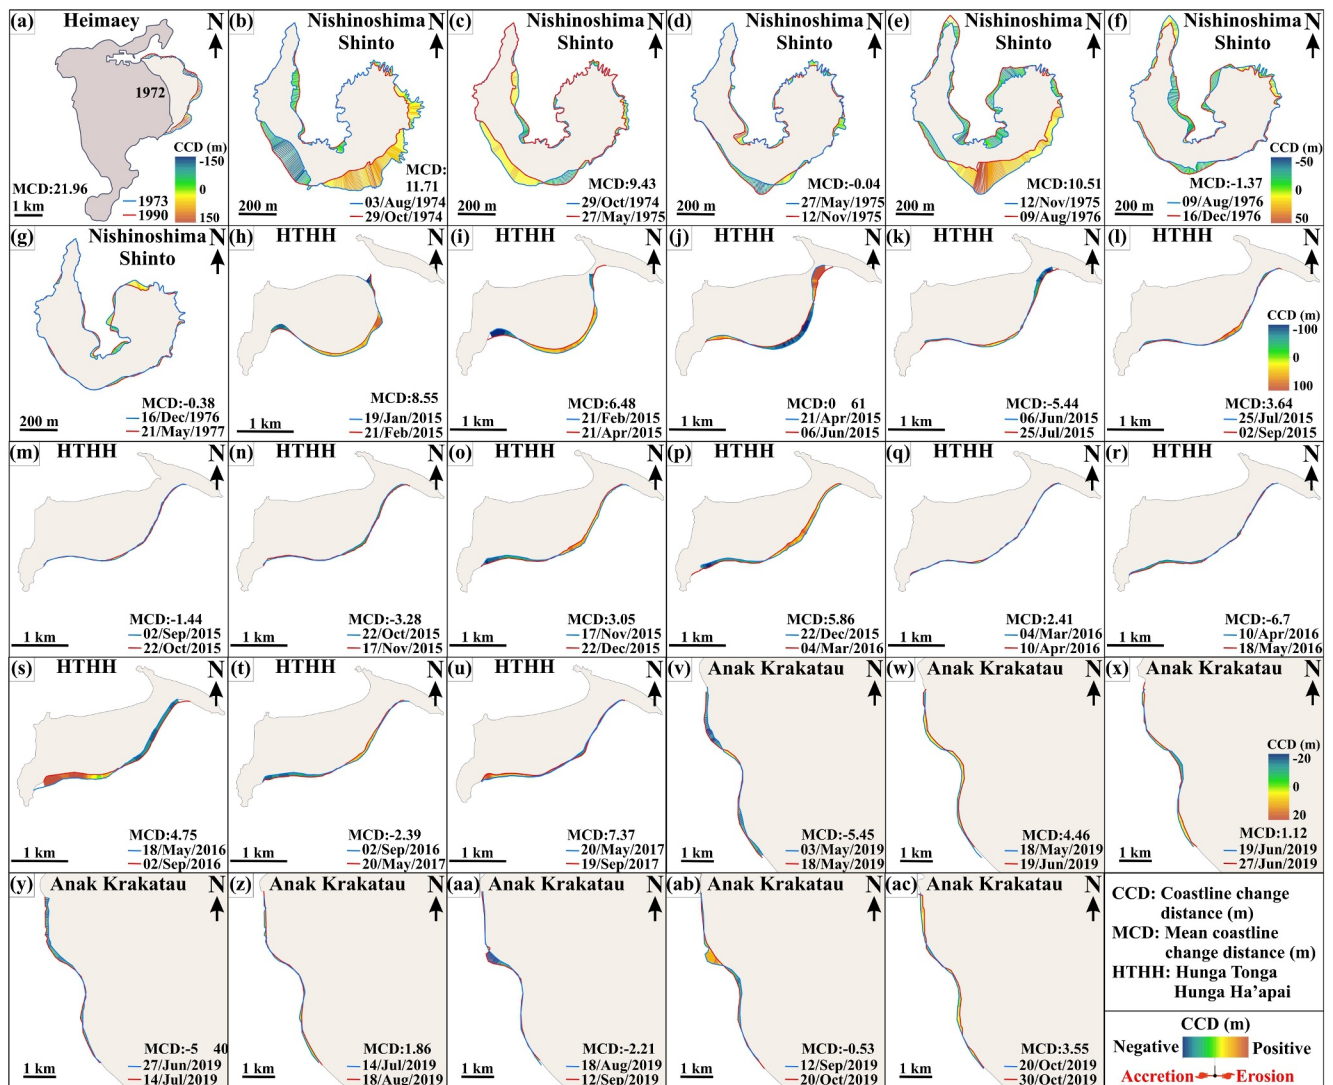 (a) Heimaey N
1972
CCD (m)
-150
0
150
MCD:21.96
1 km
1973
1990
(b) Nishinoshima N
Shinto
MCD:
11.71
200 m
03/Aug/1974
29/Oct/1974
(c) Nishinoshima N
Shinto
MCD:9.43
200 m
29/Oct/1974
27/May/1975
(d) Nishinoshima N
Shinto
MCD:-0.04
200 m
27/May/1975
12/Nov/1975
(e) Nishinoshima N
Shinto
MCD:10.51
200 m
12/Nov/1975
09/Aug/1976
(f) Nishinoshima N
Shinto
CCD (m)
-50
0
50
MCD:-1.37
200 m
09/Aug/1976
16/Dec/1976
(g) Nishinoshima N
Shinto
MCD:-0.38
200 m
16/Dec/1976
21/May/1977
(h) HTHH N
MCD:8.55
1 km
19/Jan/2015
21/Feb/2015
(i) HTHH N
MCD:6.48
1 km
21/Feb/2015
21/Apr/2015
(j) HTHH N
MCD:0 61
1 km
21/Apr/2015
06/Jun/2015
(k) HTHH N
MCD:-5.44
1 km
06/Jun/2015
25/Jul/2015
(l) HTHH N
CCD (m)
-100
0
100
MCD:3.64
1 km
25/Jul/2015
02/Sep/2015
(m) HTHH N
MCD:-1.44
1 km
02/Sep/2015
22/Oct/2015
(n) HTHH N
MCD:-3.28
1 km
22/Oct/2015
17/Nov/2015
(o) HTHH N
MCD:3.05
1 km
17/Nov/2015
22/Dec/2015
(p) HTHH N
MCD:5.86
1 km
22/Dec/2015
04/Mar/2016
(q) HTHH N
MCD:2.41
1 km
04/Mar/2016
10/Apr/2016
(r) HTHH N
MCD:-6.7
1 km
10/Apr/2016
18/May/2016
(s) HTHH N
MCD:4.75
1 km
18/May/2016
02/Sep/2016
(t) HTHH N
MCD:-2.39
1 km
02/Sep/2016
20/May/2017
(u) HTHH N
MCD:7.37
1 km
20/May/2017
19/Sep/2017
(v) Anak Krakatau N
MCD:-5.45
1 km
03/May/2019
18/May/2019
(w) Anak Krakatau N
MCD:4.46
1 km
18/May/2019
19/Jun/2019
(x) Anak Krakatau N
CCD (m)
-20
0
20
MCD:1.12
1 km
19/Jun/2019
27/Jun/2019
(y) Anak Krakatau N
MCD:-5 40
1 km
27/Jun/2019
14/Jul/2019
(z) Anak Krakatau N
MCD:1.86
1 km
14/Jul/2019
18/Aug/2019
(aa) Anak Krakatau N
MCD:-2.21
1 km
18/Aug/2019
12/Sep/2019
(ab) Anak Krakatau N
MCD:-0.53
1 km
12/Sep/2019
20/Oct/2019
(ac) Anak Krakatau N
MCD:3.55
1 km
20/Oct/2019
30/Oct/2019
CCD: Coastline change
distance (m)
MCD: Mean coastline
change distance (m)
HTHH: Hunga Tonga
Hunga Ha’apai
CCD (m)
Negative Positive
Accretion Erosion